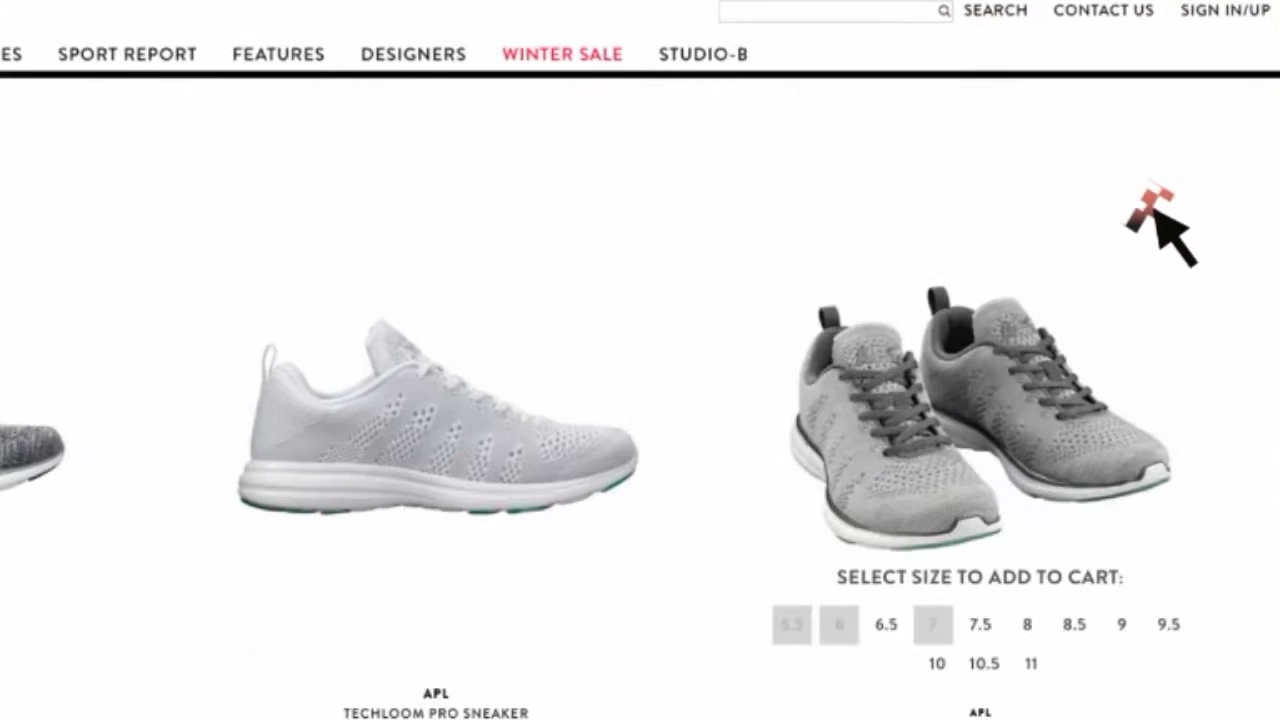 SEARCH CONTACT US SIGN IN/UP
ES SPORT REPORT FEATURES DESIGNERS WINTER SALE STUDIO-B
SELECT SIZE TO ADD TO CART:
5.5 6 6.5 7 7.5 8 8.5 9 9.5
10 10.5 11
APL
TECHLOOM PRO SNEAKER
APL